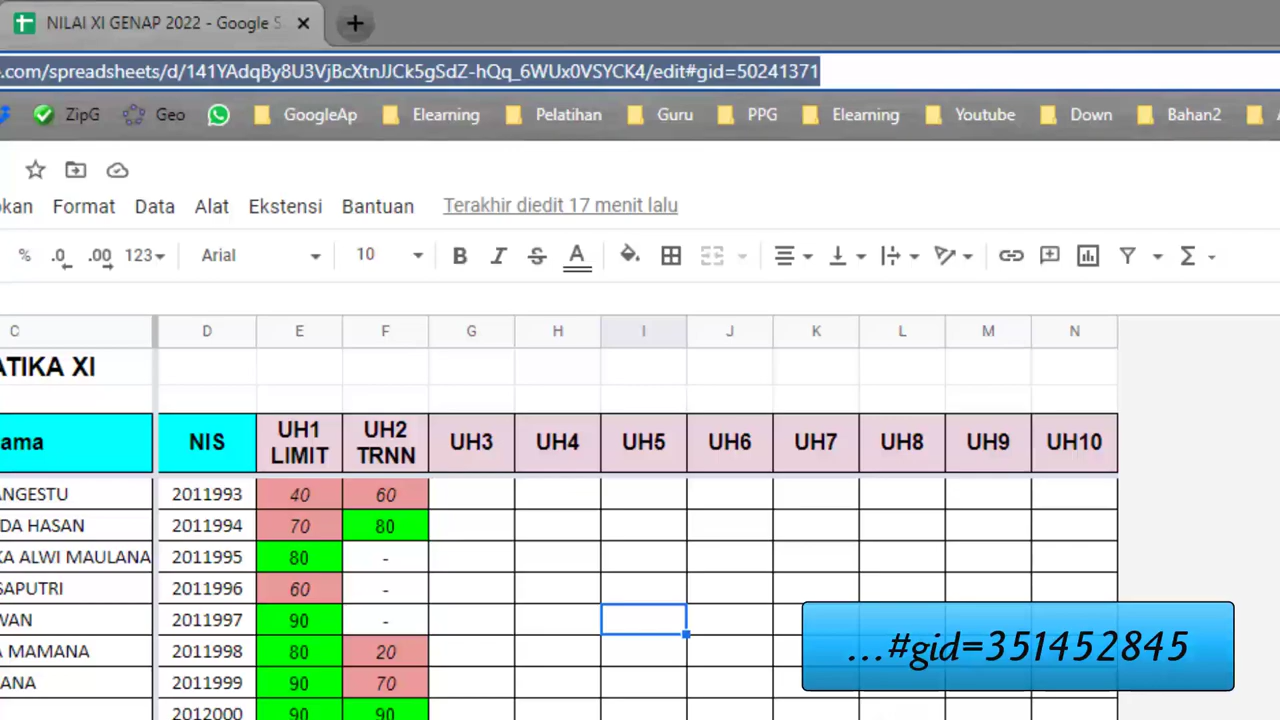 NILAI XI GENAP 2022 - Google S
.com/spreadsheets/d/141YAdqBy8U3VjBcXtnJJCk5gSdZ-hQq_6WUx0VSYCK4/edit#gid=50241371
ZipG Geo GoogleAp Elearning Pelatihan Guru PPG Elearning Youtube Down Bahan2
kan Format Data Alat Ekstensi Bantuan Terakhir diedit 17 menit lalu
% .0 .00 123 Arial 10 B I S A Σ
C D E F G H I J K L M N
ATIKA XI
ama NIS UH1 LIMIT UH2 TRNN UH3 UH4 UH5 UH6 UH7 UH8 UH9 UH10
ANGESTU 2011993 40 60
DA HASAN 2011994 70 80
KA ALWI MAULANA 2011995 80 -
SAPUTRI 2011996 60 -
WAN 2011997 90 -
A MAMANA 2011998 80 20
ANA 2011999 90 70
2012000 90 90
...#gid=351452845